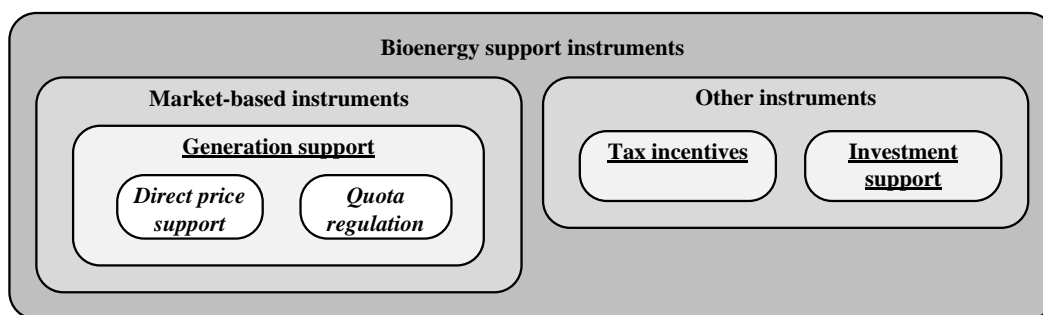 Bioenergy support instruments
Market-based instruments
Generation support
Direct price
support
Quota
regulation
Other instruments
Tax incentives
Investment
support